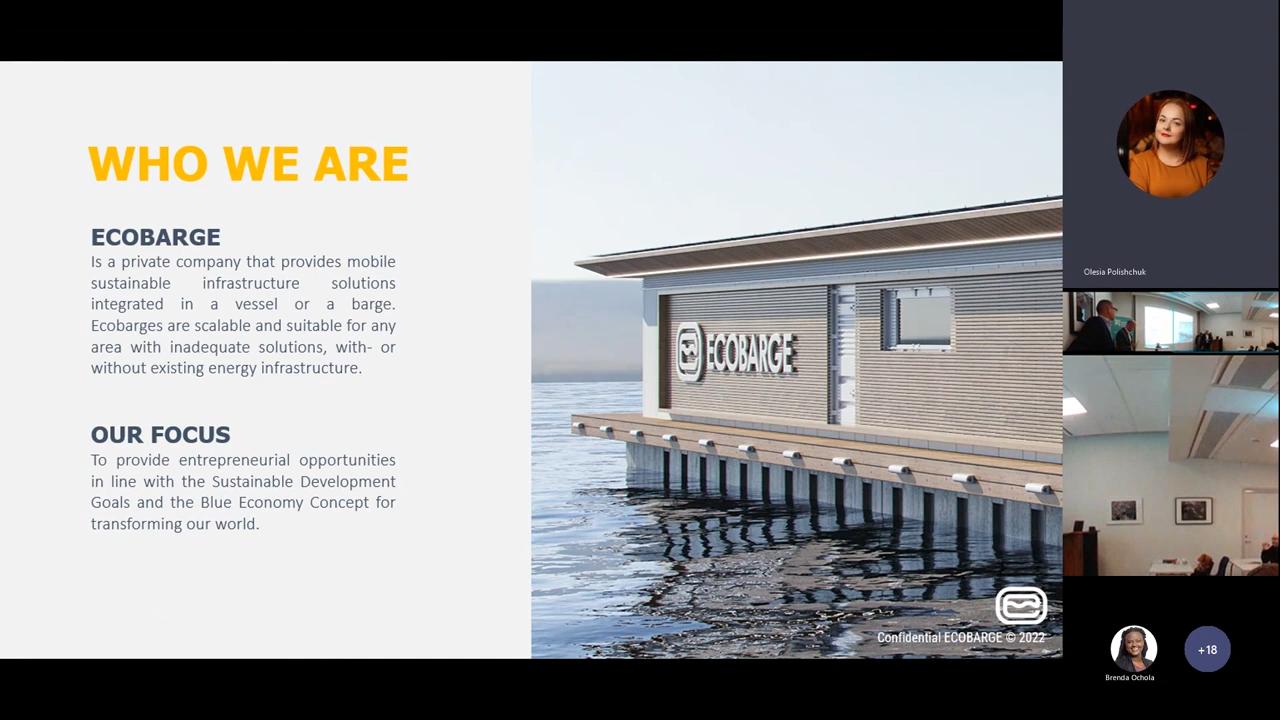 WHO WE ARE
ECOBARGE
Is a private company that provides mobile
sustainable infrastructure solutions
integrated in a vessel or a barge.
Ecobarges are scalable and suitable for any
area with inadequate solutions, with- or
without existing energy infrastructure.
OUR FOCUS
To provide entrepreneurial opportunities
in line with the Sustainable Development
Goals and the Blue Economy Concept for
transforming our world.
ECOBARGE
Confidential ECOBARGE © 2022
Olesia Polishchuk
Brenda Ochola
+18